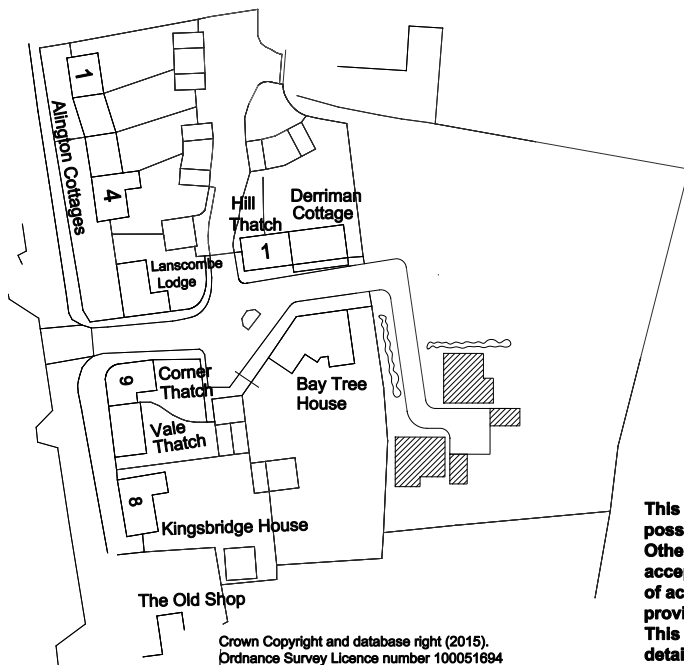 1
Alington Cottages
4
Hill
Thatch
Derriman
Cottage
1
Lanscombe
Lodge
9
Corner
Thatch
Vale
Thatch
Bay Tree
House
8
Kingsbridge House
The Old Shop
Crown Copyright and database right (2015).
Ordnance Survey Licence number 100051694
This
poss
Othe
accep
of ac
provi
This
detai